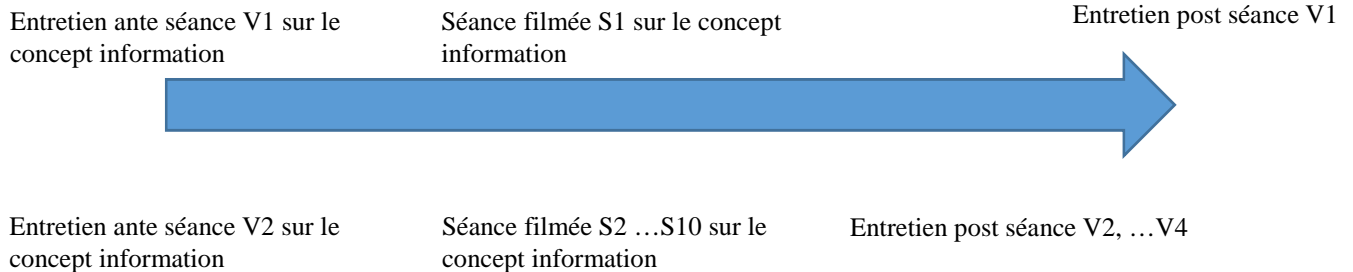 Entretien ante séance V1 sur le
concept information
Séance filmée S1 sur le concept
information
Entretien post séance V1
Entretien ante séance V2 sur le
concept information
Séance filmée S2 …S10 sur le
concept information
Entretien post séance V2, …V4